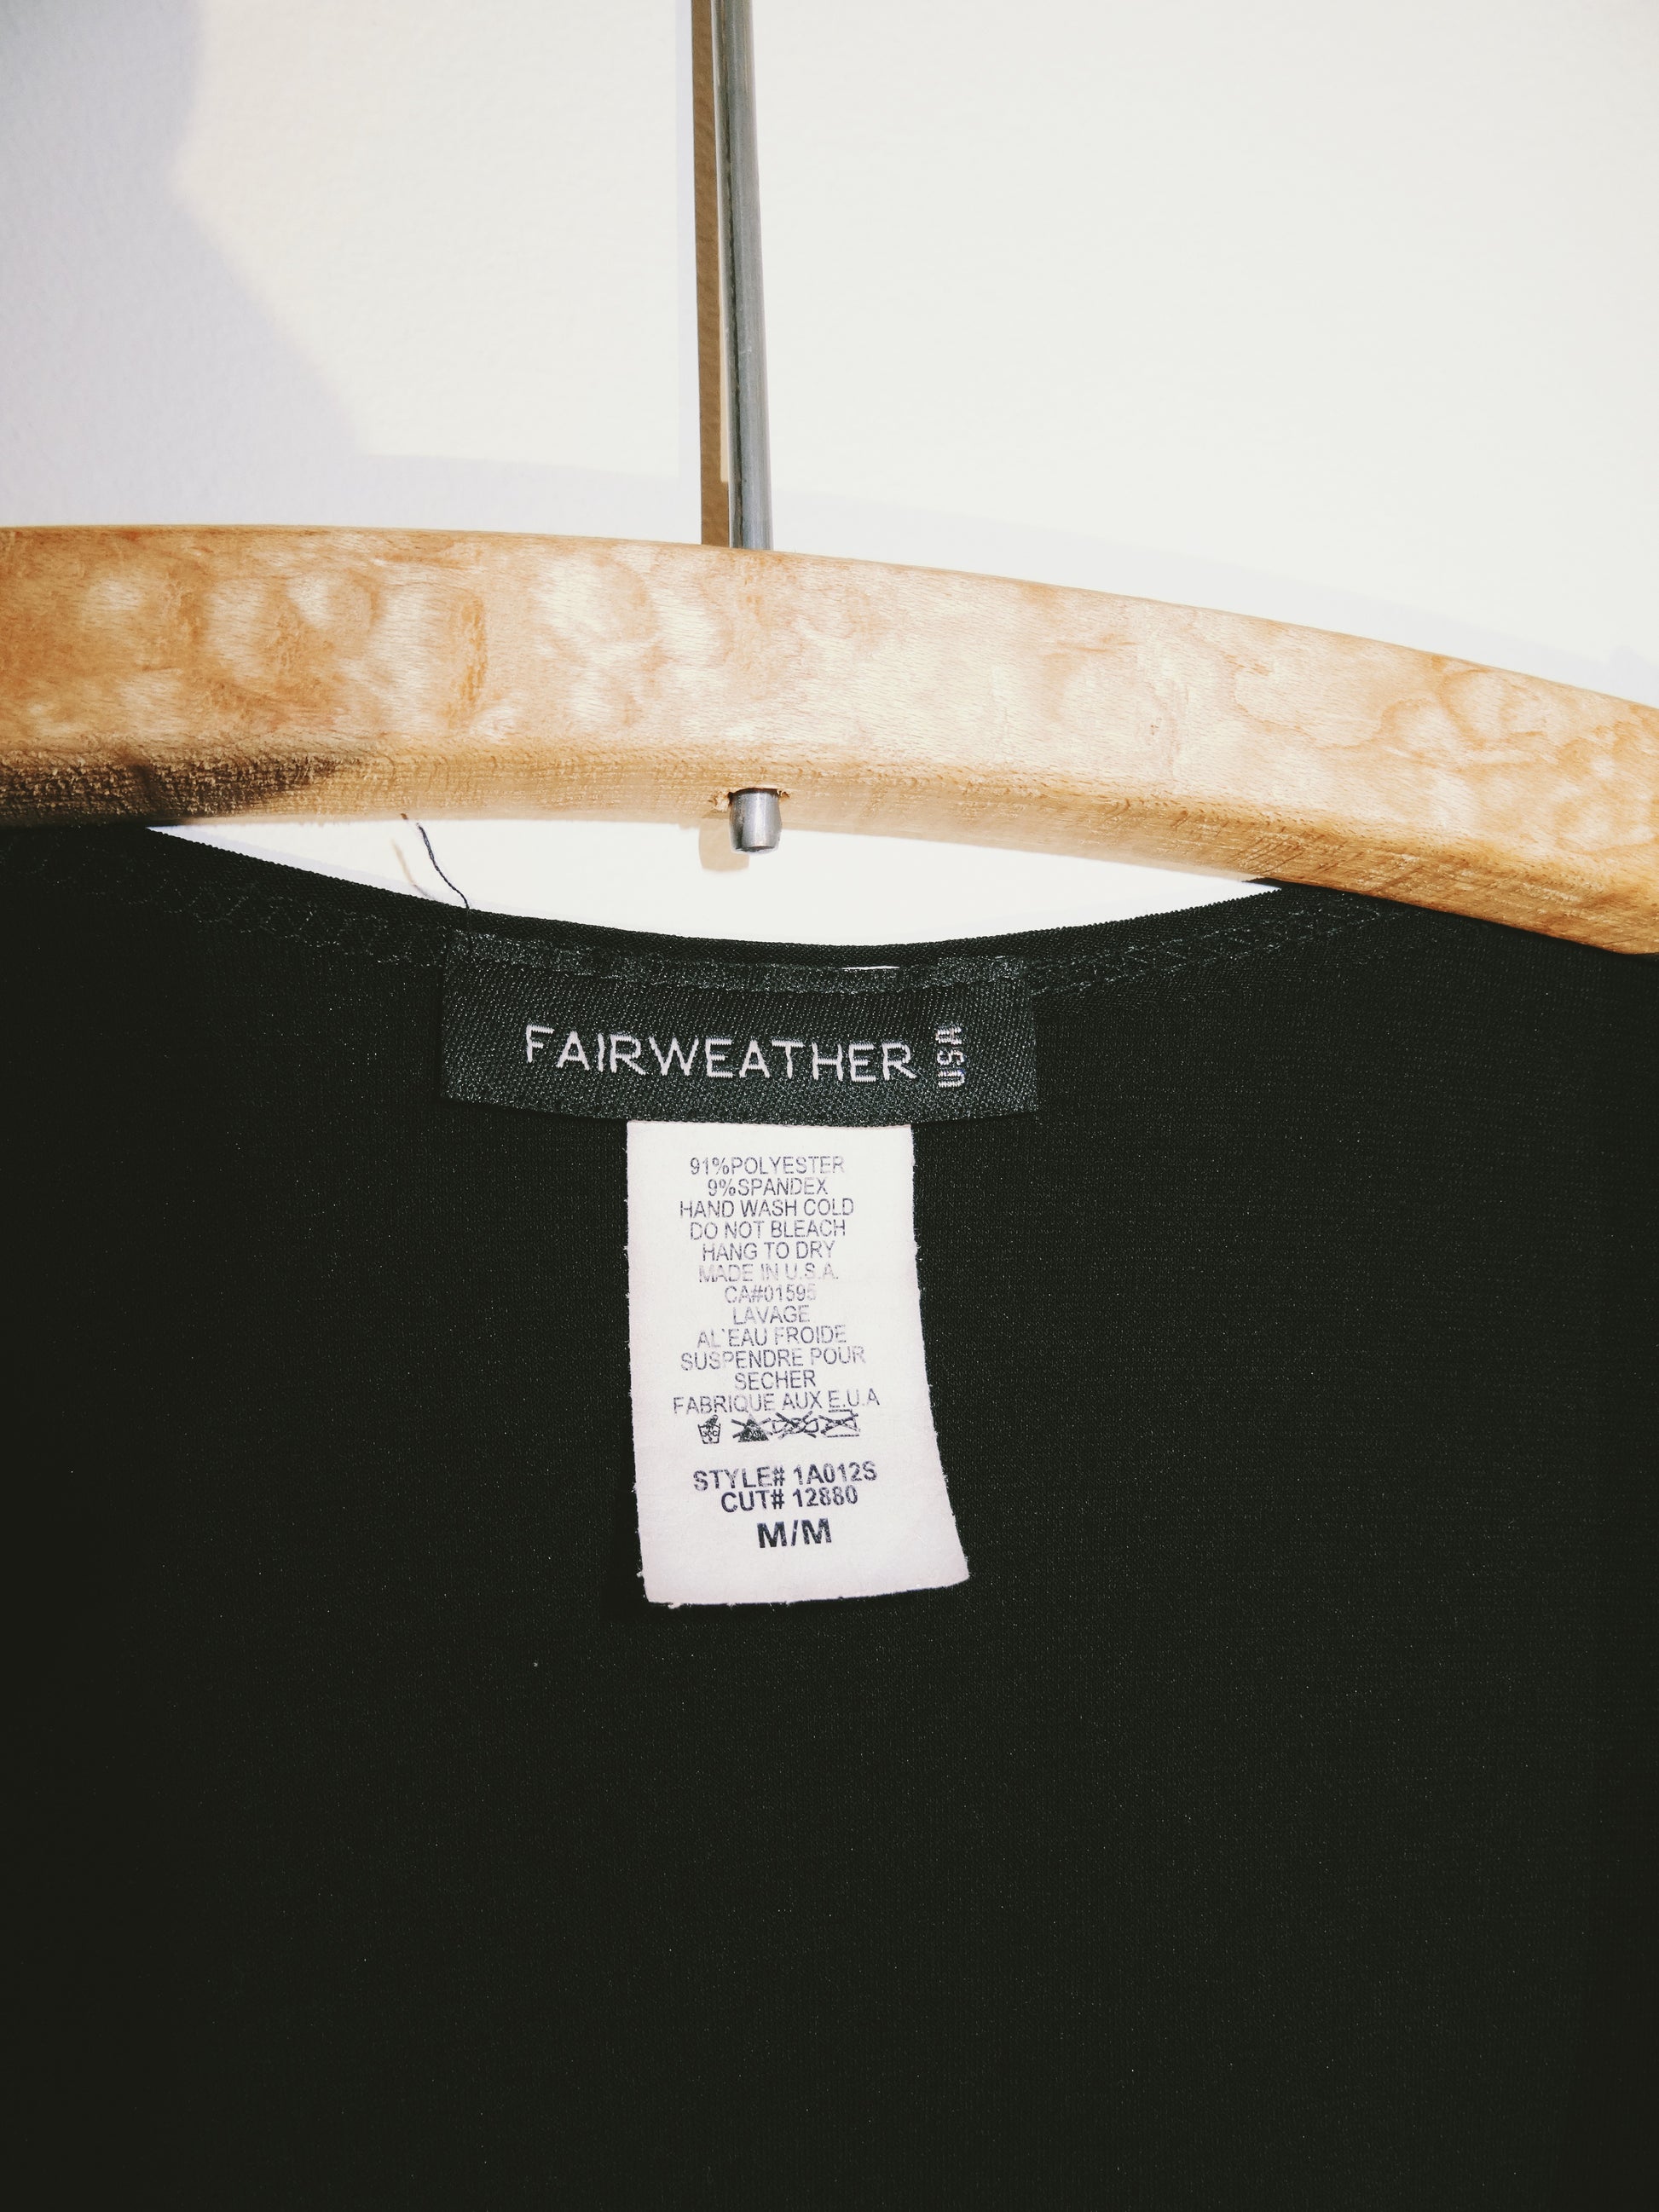 FAIRWEATHER USA
91%POLYESTER
9%SPANDEX
HAND WASH COLD
DO NOT BLEACH
HANG TO DRY
MADE IN U.S.A.
CA#01595
LAVAGE
AL'EAU FROIDE
SUSPENDRE POUR
SECHER
FABRIQUE AUX E.U.A
STYLE# 1A012S
CUT# 12880
M/M